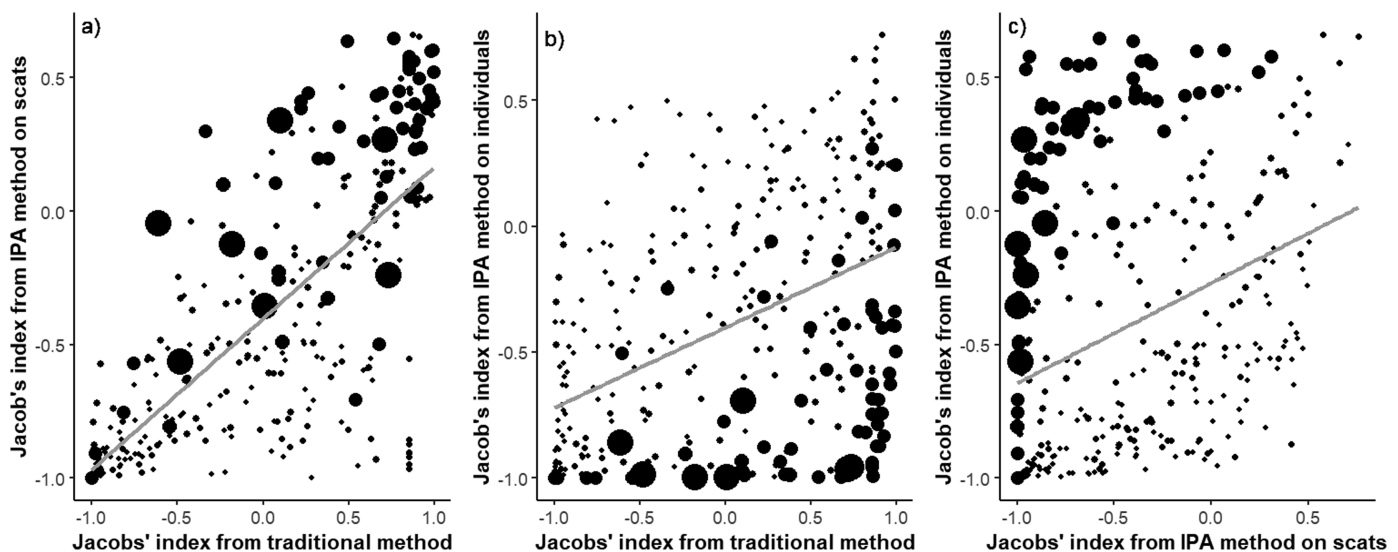 a)
Jacob's index from IPA method on scats
0.5
0.0
-0.5
-1.0
-1.0 -0.5 0.0 0.5 1.0
Jacobs' index from traditional method
b)
Jacob's index from IPA method on individuals
0.5
0.0
-0.5
-1.0
-1.0 -0.5 0.0 0.5 1.0
Jacobs' index from traditional method
c)
Jacob's index from IPA method on individuals
0.5
0.0
-0.5
-1.0
-1.0 -0.5 0.0 0.5
Jacobs' index from IPA method on scats